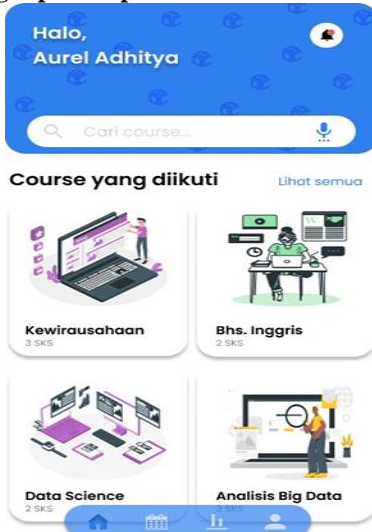 Halo,
Aurel Adhitya
Cari course...
Course yang diikuti
Lihat semua
Kewirausahaan
3 SKS
Bhs. Inggris
2 SKS
Data Science
2 SKS
Analisis Big Data